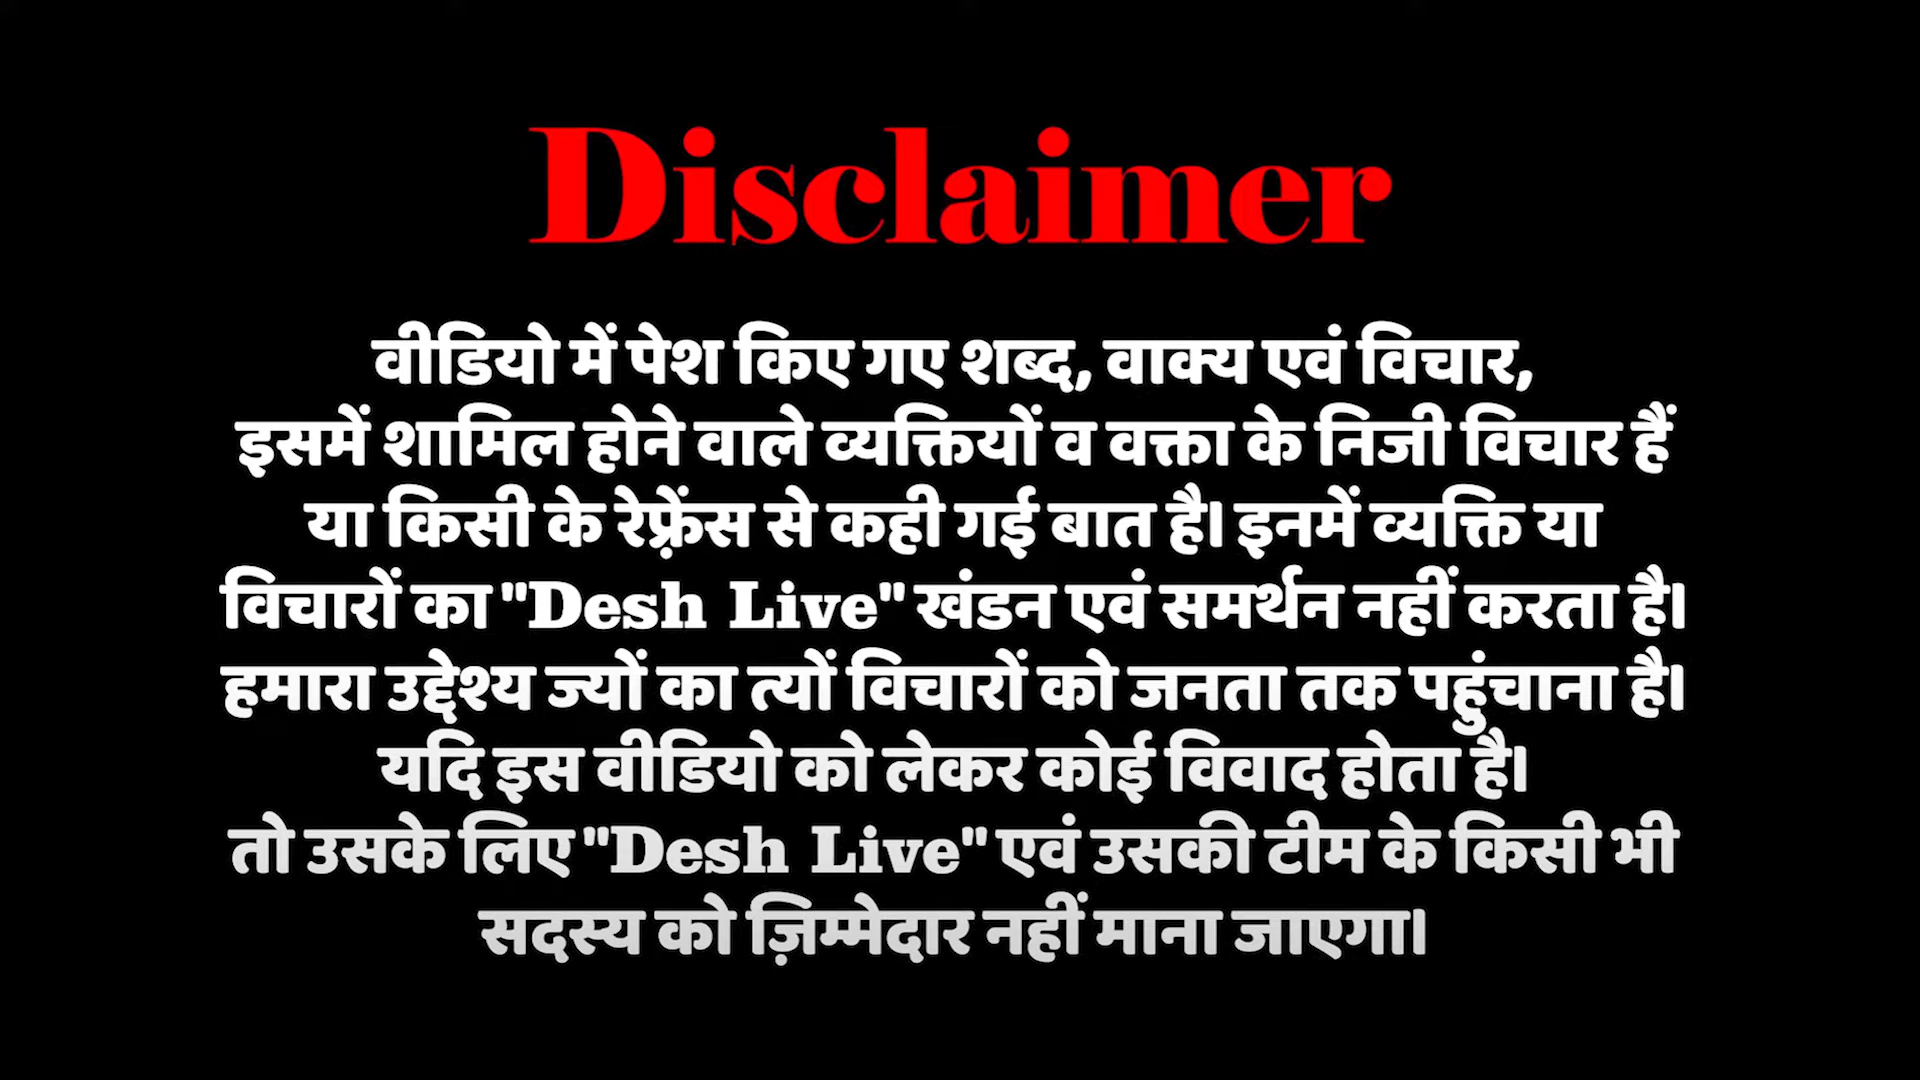 Disclaimer
वीडियो में पेश किए गए शब्द, वाक्य एवं विचार,
इसमें शामिल होने वाले व्यक्तियों व वक्ता के निजी विचार हैं
या किसी के रेफ़्रेंस से कही गई बात है। इनमें व्यक्ति या
विचारों का "Desh Live" खंडन एवं समर्थन नहीं करता है।
हमारा उद्देश्य ज्यों का त्यों विचारों को जनता तक पहुंचाना है।
यदि इस वीडियो को लेकर कोई विवाद होता है।
तो उसके लिए "Desh Live" एवं उसकी टीम के किसी भी
सदस्य को ज़िम्मेदार नहीं माना जाएगा।